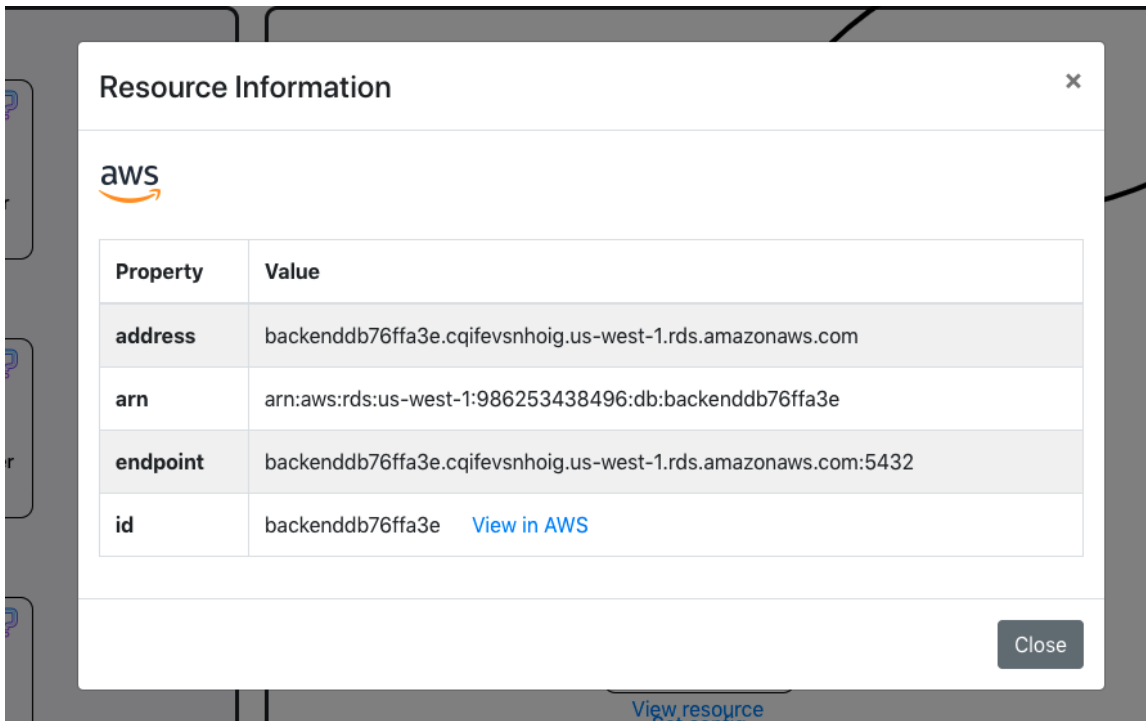 Resource Information
×
aws
Property Value
address backenddb76ffa3e.cqifevsnhoig.us-west-1.rds.amazonaws.com
arn arn:aws:rds:us-west-1:986253438496:db:backenddb76ffa3e
endpoint backenddb76ffa3e.cqifevsnhoig.us-west-1.rds.amazonaws.com:5432
id backenddb76ffa3e View in AWS
Close
View resource